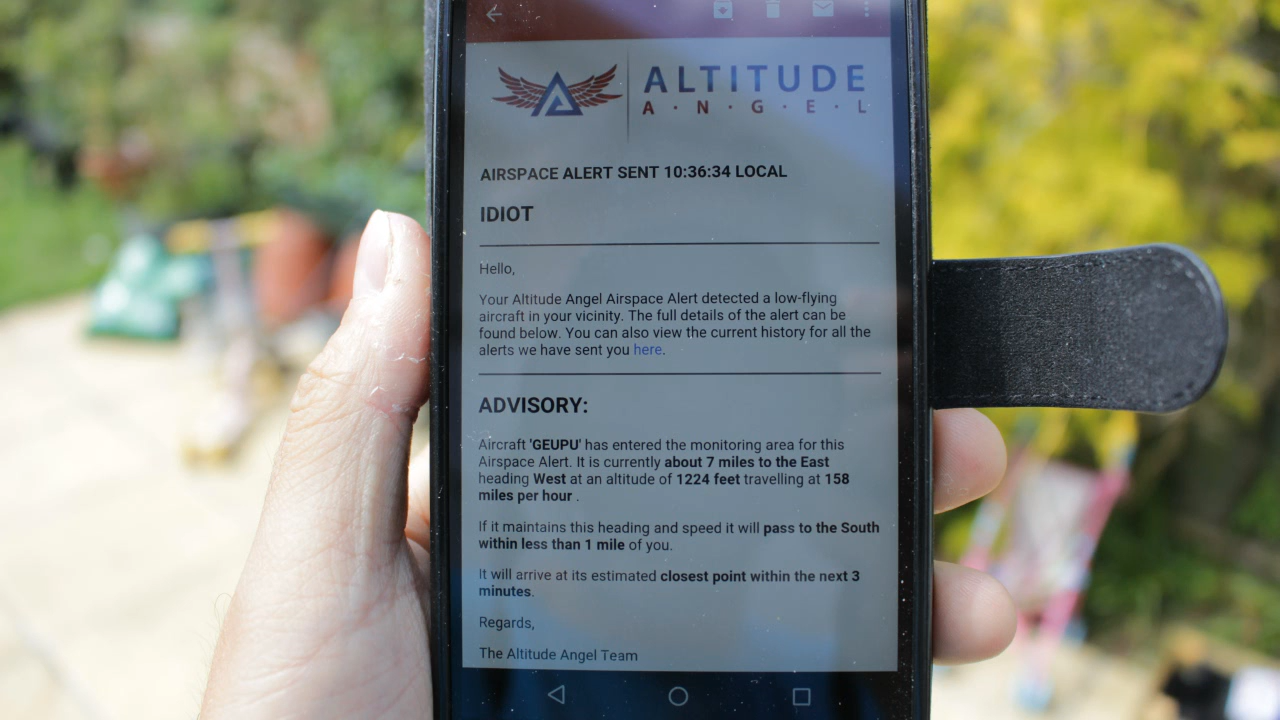 ALTITUDE
A·N·G·E·L
AIRSPACE ALERT SENT 10:36:34 LOCAL
IDIOT
Hello,
Your Altitude Angel Airspace Alert detected a low-flying
aircraft in your vicinity. The full details of the alert can be
found below. You can also view the current history for all the
alerts we have sent you here.
ADVISORY:
Aircraft 'GEUPU' has entered the monitoring area for this
Airspace Alert. It is currently about 7 miles to the East
heading West at an altitude of 1224 feet travelling at 158
miles per hour .
If it maintains this heading and speed it will pass to the South
within less than 1 mile of you.
It will arrive at its estimated closest point within the next 3
minutes.
Regards,
The Altitude Angel Team